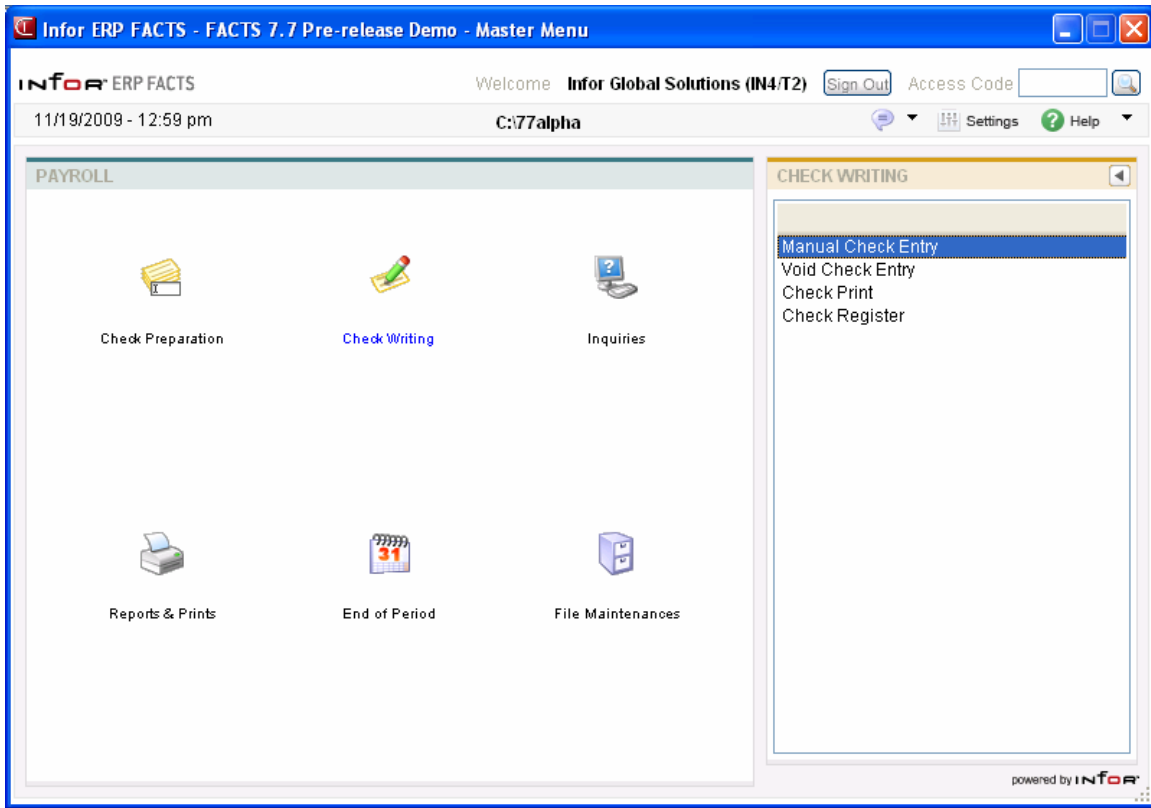 Infor ERP FACTS - FACTS 7.7 Pre-release Demo - Master Menu
infor ERP FACTS
Welcome Infor Global Solutions (IN4/T2) Sign Out Access Code
11/19/2009 - 12:59 pm
C:\77alpha
Settings
Help
PAYROLL
Check Preparation
Check Writing
Inquiries
31
Reports & Prints
End of Period
File Maintenances
CHECK WRITING
Manual Check Entry
Void Check Entry
Check Print
Check Register
powered by infor